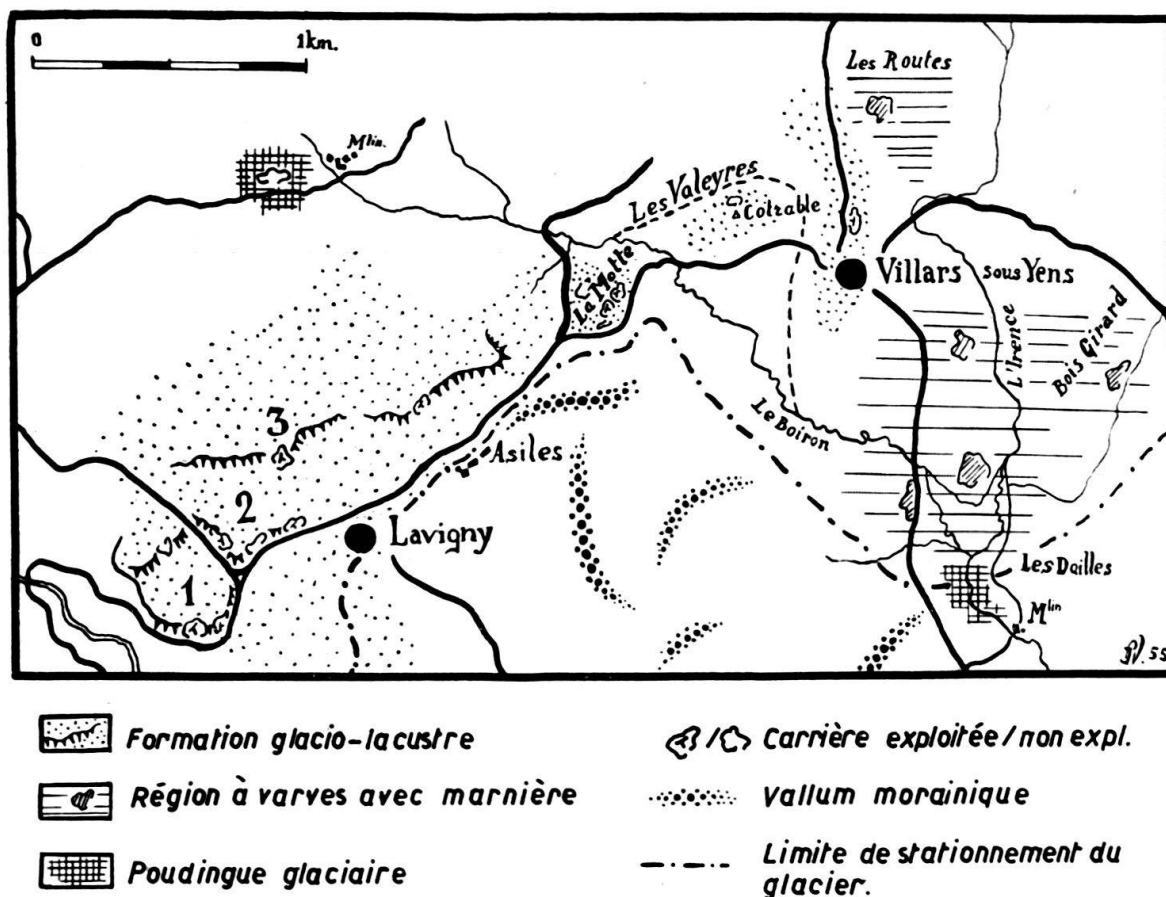 0 1km.
Les Routes
Mlin.
Les Valeyres
Cotzable
La Motte
Villars sous Yens
L'Irence
Bois Girard
3
Le Boiron
Asiles
2
Lavigny
1
Les Dailles
Mlin
55
Formation glacio-lacustre
Carrière exploitée/non expl.
Région à varves avec marnière
Vallum morainique
Poudingue glaciaire
Limite de stationnement du
glacier.